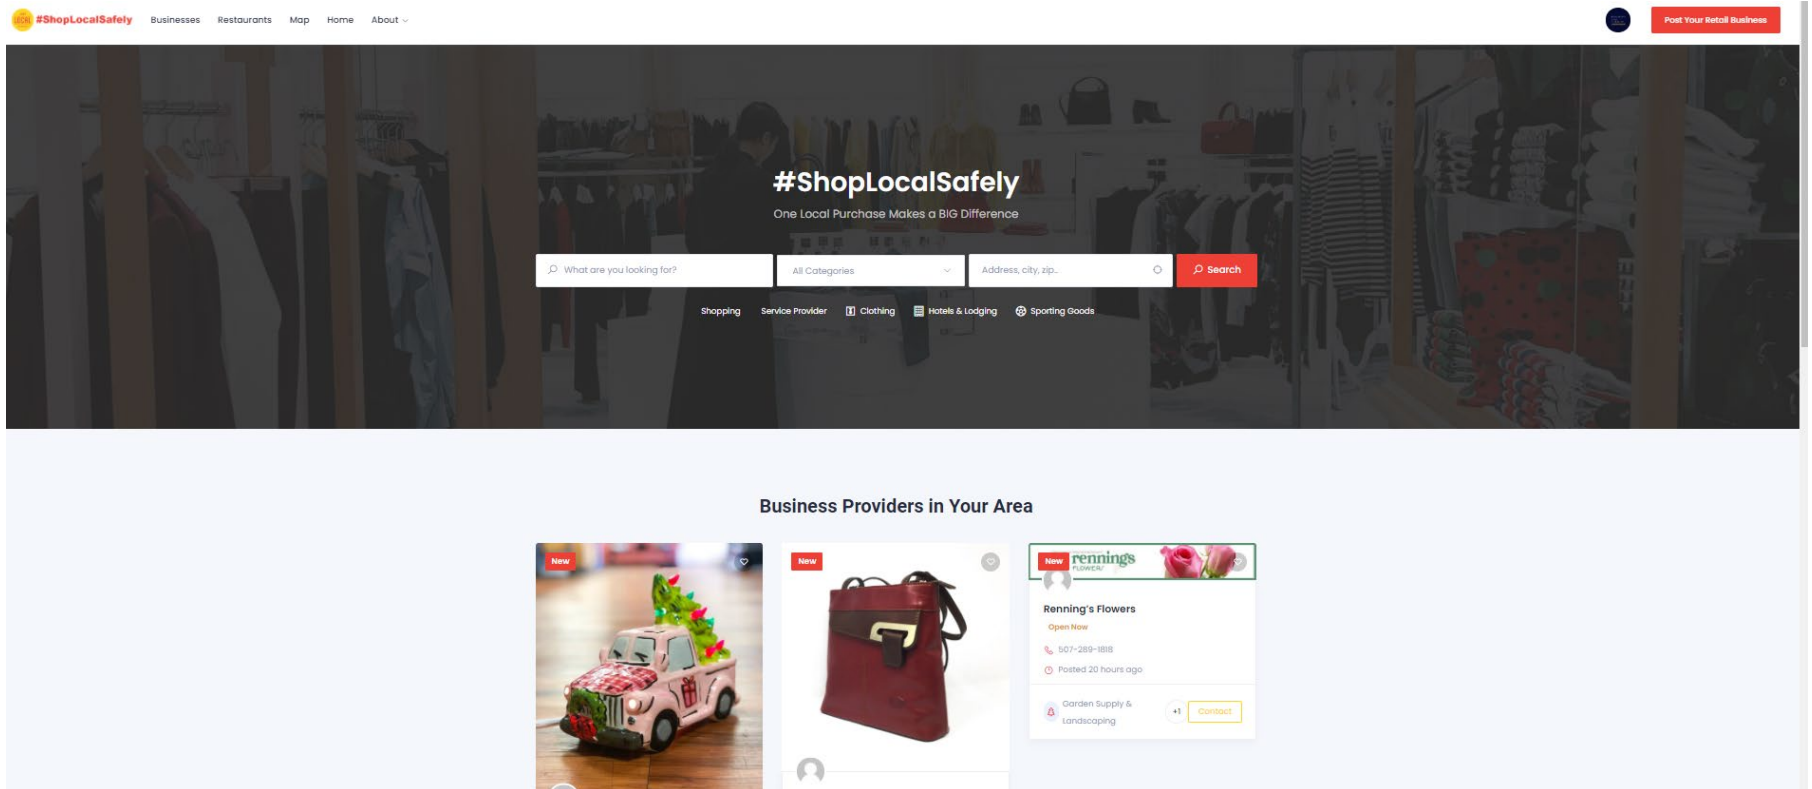 LOCAL
#ShopLocalSafely
Businesses
Restaurants
Map
Home
About
Post Your Retail Business
#ShopLocalSafely
One Local Purchase Makes a BIG Difference
What are you looking for?
All Categories
Address, city, zip...
Search
Shopping
Service Provider
Clothing
Hotels & Lodging
Sporting Goods
Business Providers in Your Area
New
New
New
rennings
FLOWERS
Renning's Flowers
Open Now
507-289-1818
Posted 20 hours ago
Garden Supply &
Landscaping
+1
Contact